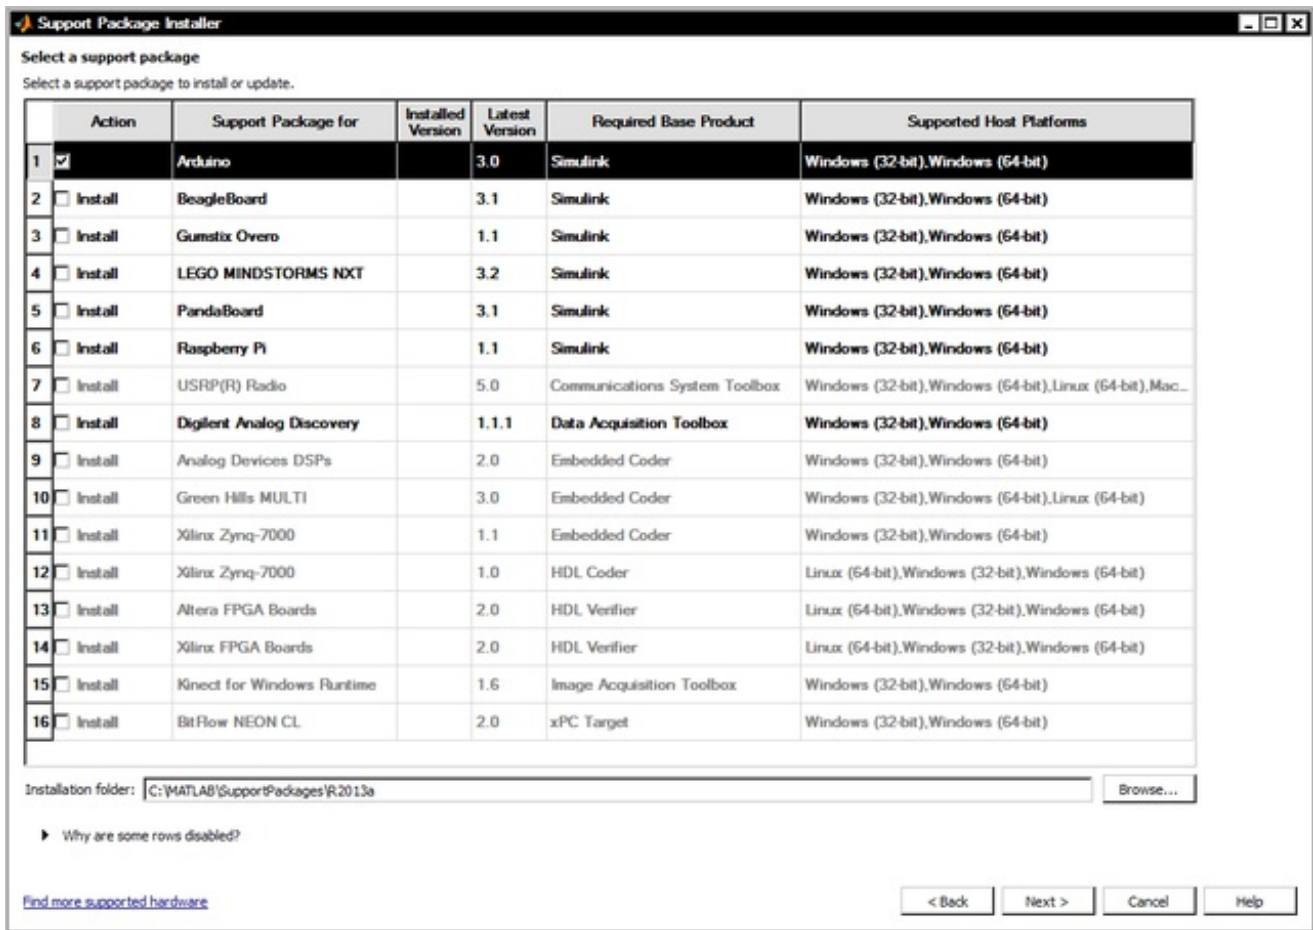 Support Package Installer
Select a support package
Select a support package to install or update.
Action Support Package for Installed Version Latest Version Required Base Product Supported Host Platforms
1 Arduino 3.0 Simulink Windows (32-bit),Windows (64-bit)
2 Install BeagleBoard 3.1 Simulink Windows (32-bit),Windows (64-bit)
3 Install Gumstix Overo 1.1 Simulink Windows (32-bit),Windows (64-bit)
4 Install LEGO MINDSTORMS NXT 3.2 Simulink Windows (32-bit),Windows (64-bit)
5 Install PandaBoard 3.1 Simulink Windows (32-bit),Windows (64-bit)
6 Install Raspberry Pi 1.1 Simulink Windows (32-bit),Windows (64-bit)
7 Install USRP(R) Radio 5.0 Communications System Toolbox Windows (32-bit),Windows (64-bit),Linux (64-bit),Mac...
8 Install Digilent Analog Discovery 1.1.1 Data Acquisition Toolbox Windows (32-bit),Windows (64-bit)
9 Install Analog Devices DSPs 2.0 Embedded Coder Windows (32-bit),Windows (64-bit)
10 Install Green Hills MULTI 3.0 Embedded Coder Windows (32-bit),Windows (64-bit),Linux (64-bit)
11 Install Xilinx Zynq-7000 1.1 Embedded Coder Windows (32-bit),Windows (64-bit)
12 Install Xilinx Zynq-7000 1.0 HDL Coder Linux (64-bit),Windows (32-bit),Windows (64-bit)
13 Install Altera FPGA Boards 2.0 HDL Verifier Linux (64-bit),Windows (32-bit),Windows (64-bit)
14 Install Xilinx FPGA Boards 2.0 HDL Verifier Linux (64-bit),Windows (32-bit),Windows (64-bit)
15 Install Kinect for Windows Runtime 1.6 Image Acquisition Toolbox Windows (32-bit),Windows (64-bit)
16 Install BitFlow NEON CL 2.0 xPC Target Windows (32-bit),Windows (64-bit)
Installation folder: C:\MATLAB\SupportPackages\R2013a Browse...
Why are some rows disabled?
Find more supported hardware < Back Next > Cancel Help